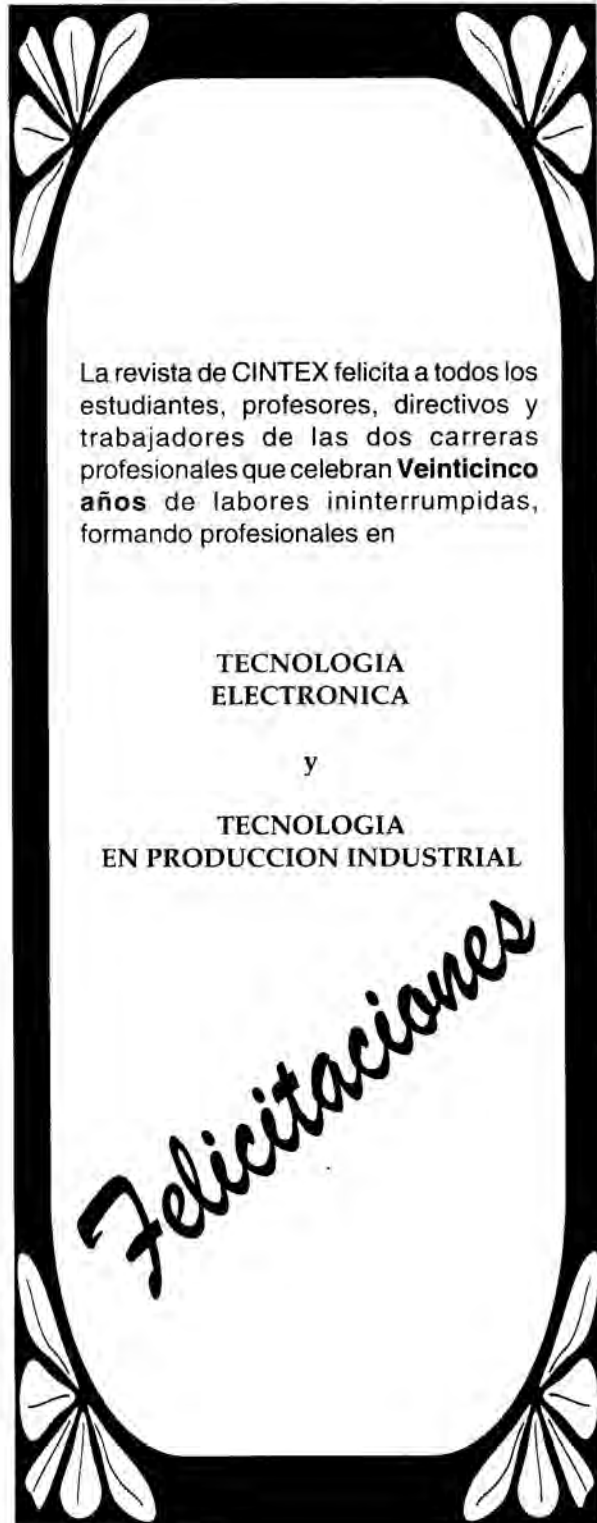 La revista de CINTEX felicita a todos los
estudiantes, profesores, directivos y
trabajadores de las dos carreras
profesionales que celebran Veinticinco
años de labores ininterrumpidas,
formando profesionales en
TECNOLOGIA
ELECTRONICA
y
TECNOLOGIA
EN PRODUCCION INDUSTRIAL
Felicitaciones